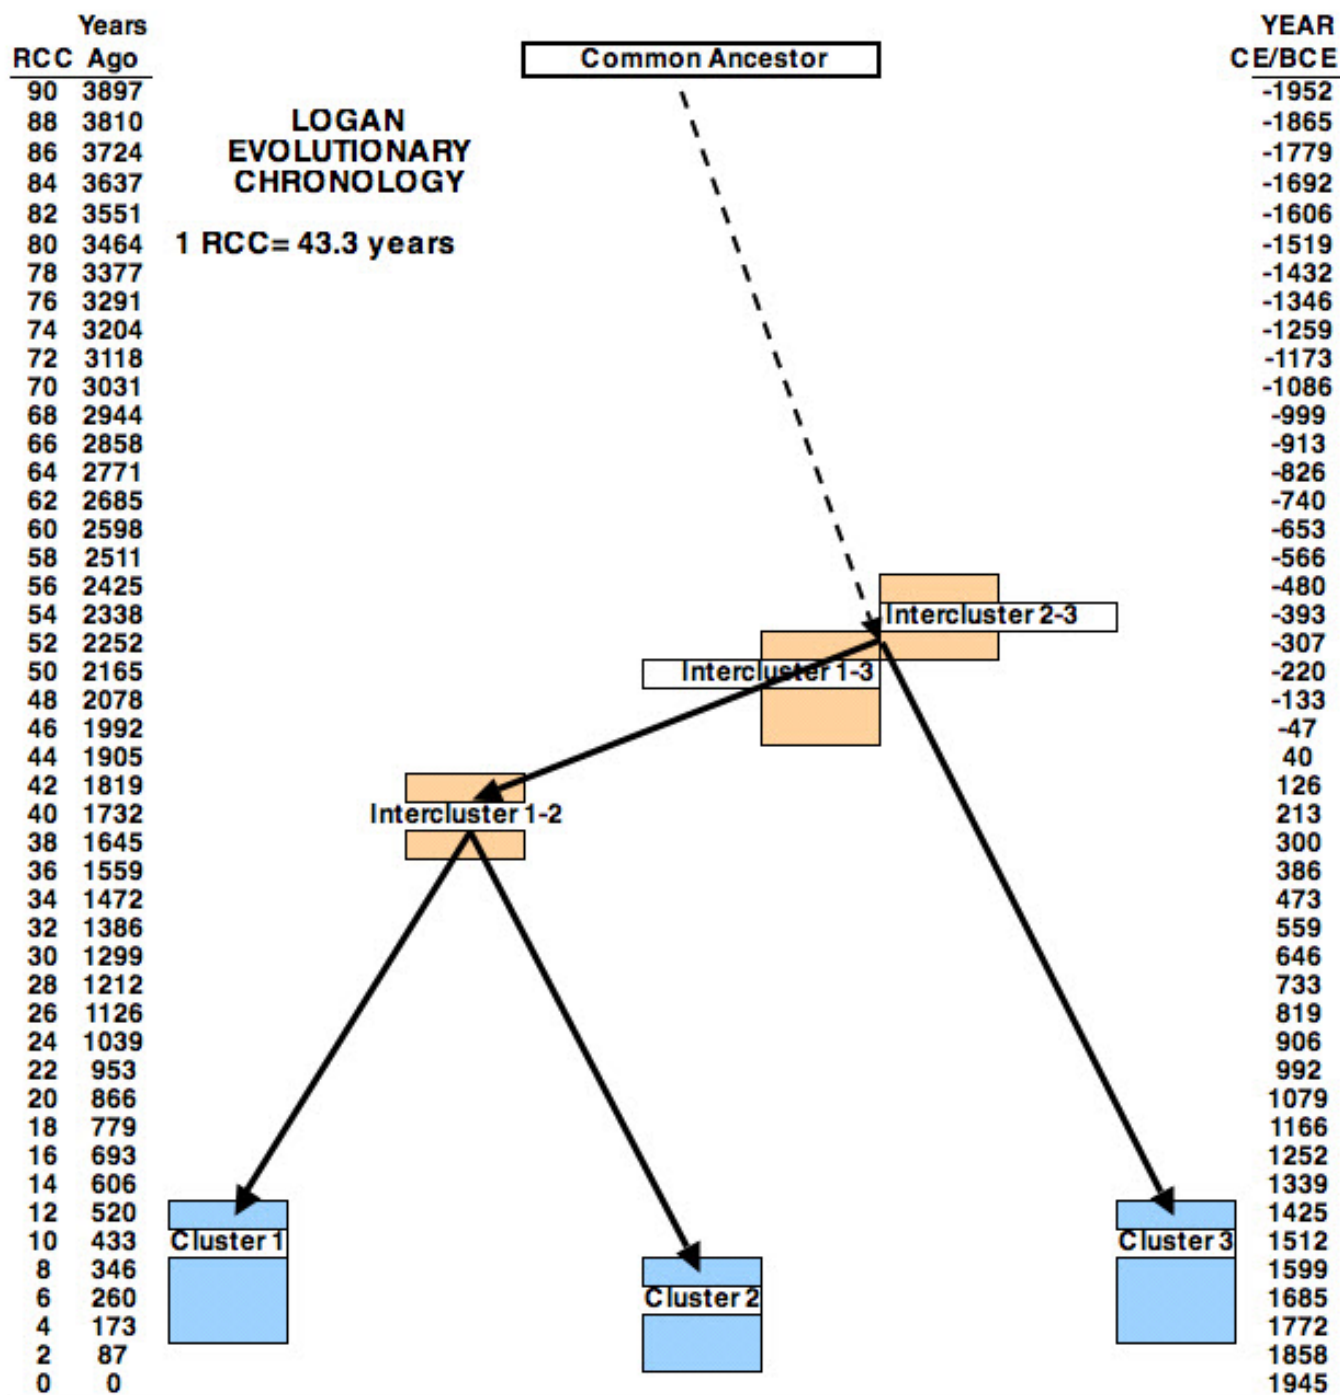 Years YEAR
RCC Ago Common Ancestor CE/BCE
90 3897 -1952
88 3810 LOGAN -1865
86 3724 EVOLUTIONARY -1779
84 3637 CHRONOLOGY -1692
82 3551 -1606
80 3464 1 RCC= 43.3 years -1519
78 3377 -1432
76 3291 -1346
74 3204 -1259
72 3118 -1173
70 3031 -1086
68 2944 -999
66 2858 -913
64 2771 -826
62 2685 -740
60 2598 -653
58 2511 -566
56 2425 -480
54 2338 Intercluster 2-3 -393
52 2252 -307
50 2165 Intercluster 1-3 -220
48 2078 -133
46 1992 -47
44 1905 40
42 1819 126
40 1732 Intercluster 1-2 213
38 1645 300
36 1559 386
34 1472 473
32 1386 559
30 1299 646
28 1212 733
26 1126 819
24 1039 906
22 953 992
20 866 1079
18 779 1166
16 693 1252
14 606 1339
12 520 1425
10 433 Cluster 1 Cluster 3 1512
8 346 1599
6 260 Cluster 2 1685
4 173 1772
2 87 1858
0 0 1945